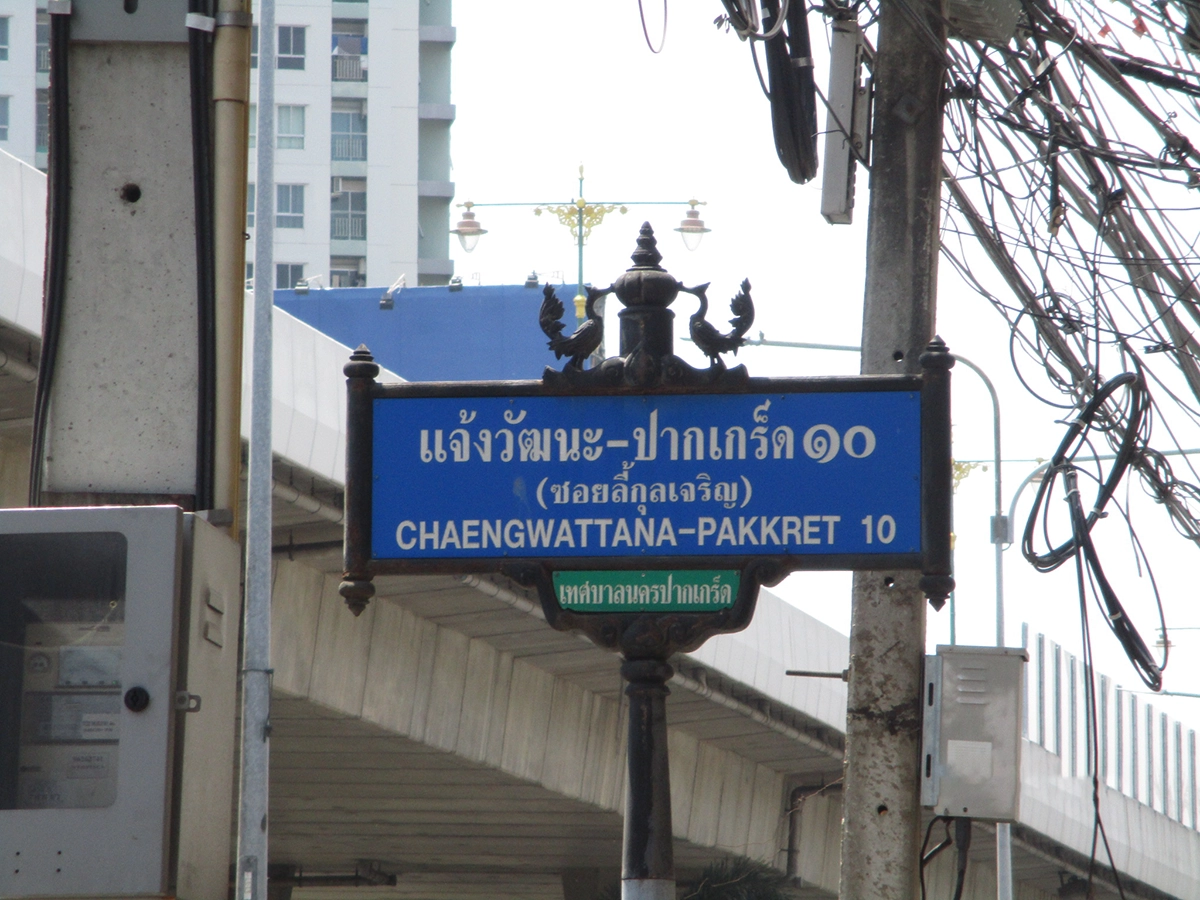 แจ้งวัฒนะ-ปากเกร็ด ๑๐
(ซอยลี้กุลเจริญ)
CHAENGWATTANA-PAKKRET 10
เทศบาลนครปากเกร็ด